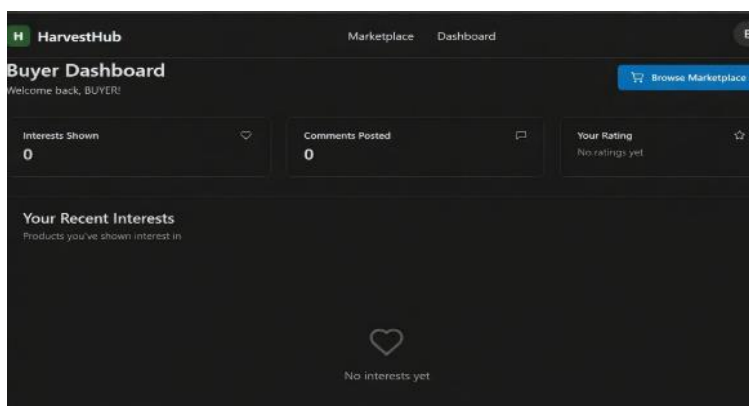 H HarvestHub Marketplace Dashboard
Buyer Dashboard
Welcome back, BUYER!
Browse Marketplace
Interests Shown
0
Comments Posted
0
Your Rating
No ratings yet
Your Recent Interests
Products you've shown interest in
No interests yet